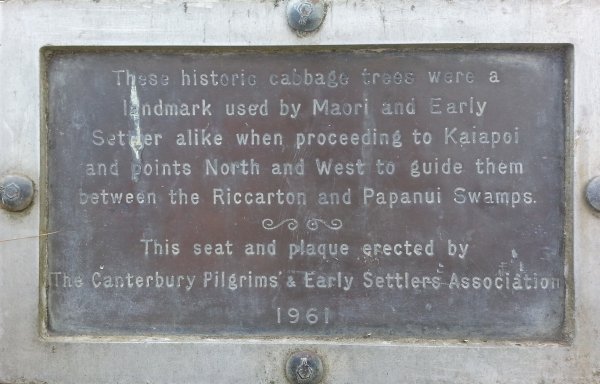 These historic cabbage trees were a
landmark used by Maori and Early
Settler alike when proceeding to Kaiapoi
and points North and West to guide them
between the Riccarton and Papanui Swamps.
This seat and plaque erected by
The Canterbury Pilgrims' & Early Settlers Association
1961